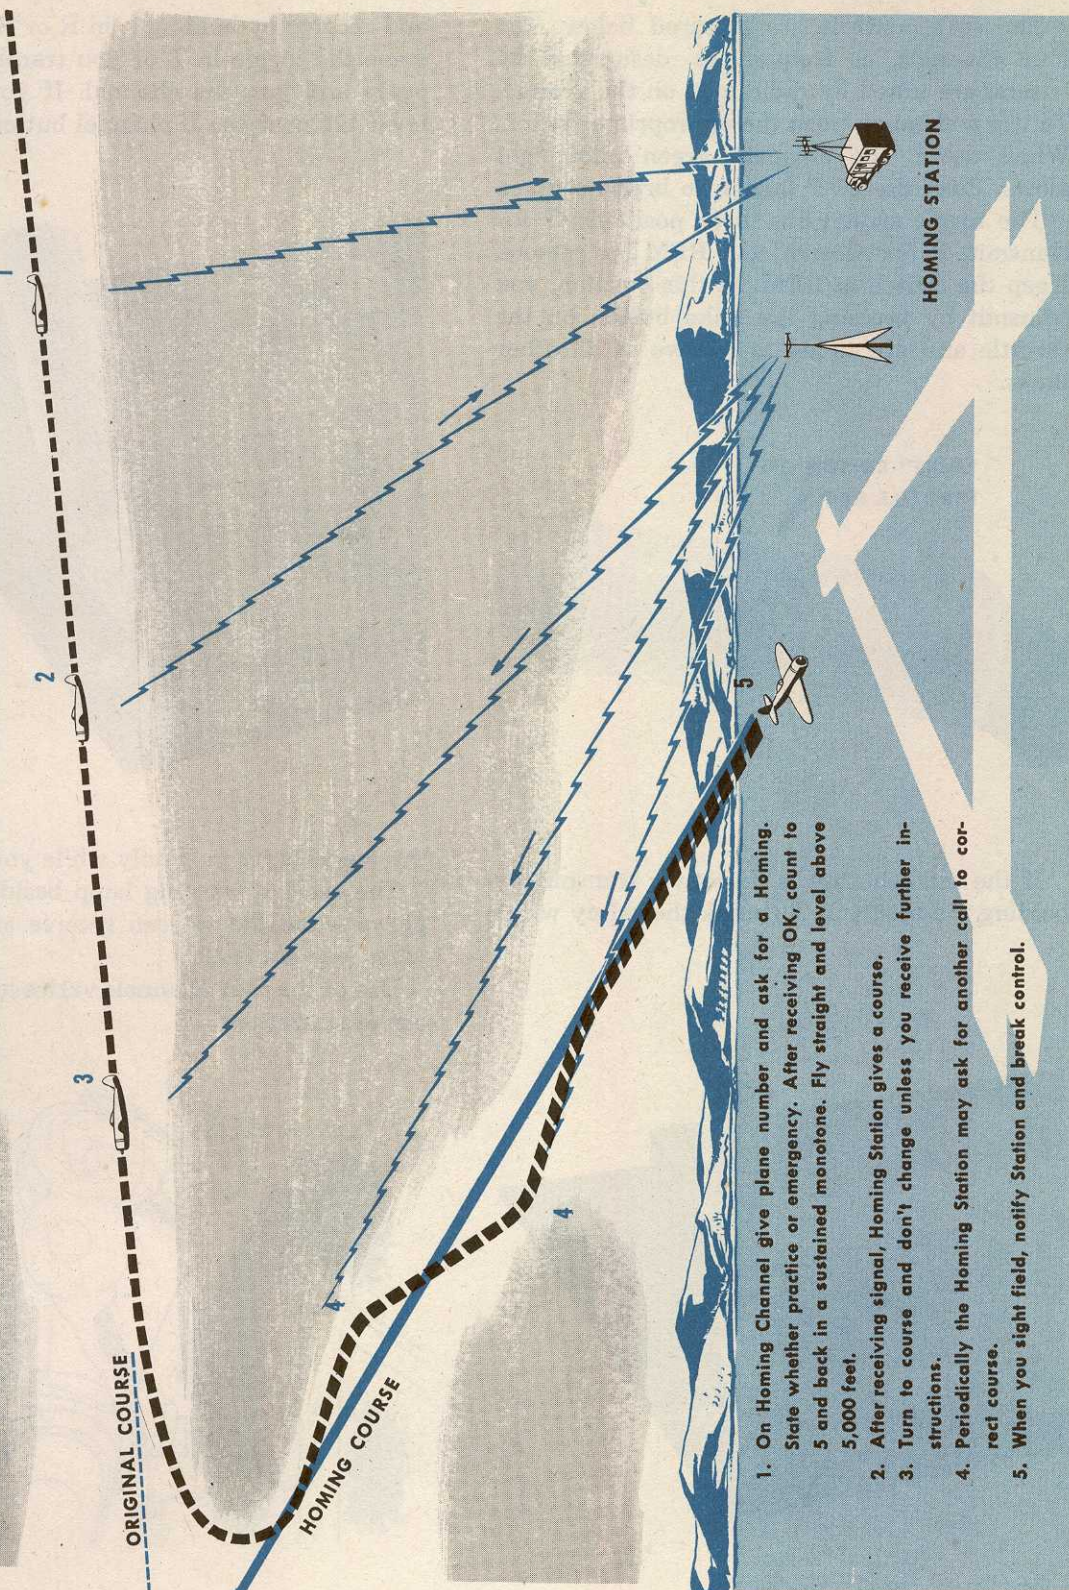 1
2
3
ORIGINAL COURSE
4
HOMING COURSE
4
5
HOMING STATION
1. On Homing Channel give plane number and ask for a Homing.
State whether practice or emergency. After receiving OK, count to
5 and back in a sustained monotone. Fly straight and level above
5,000 feet.
2. After receiving signal, Homing Station gives a course.
3. Turn to course and don't change unless you receive further in-
structions.
4. Periodically the Homing Station may ask for another call to cor-
rect course.
5. When you sight field, notify Station and break control.